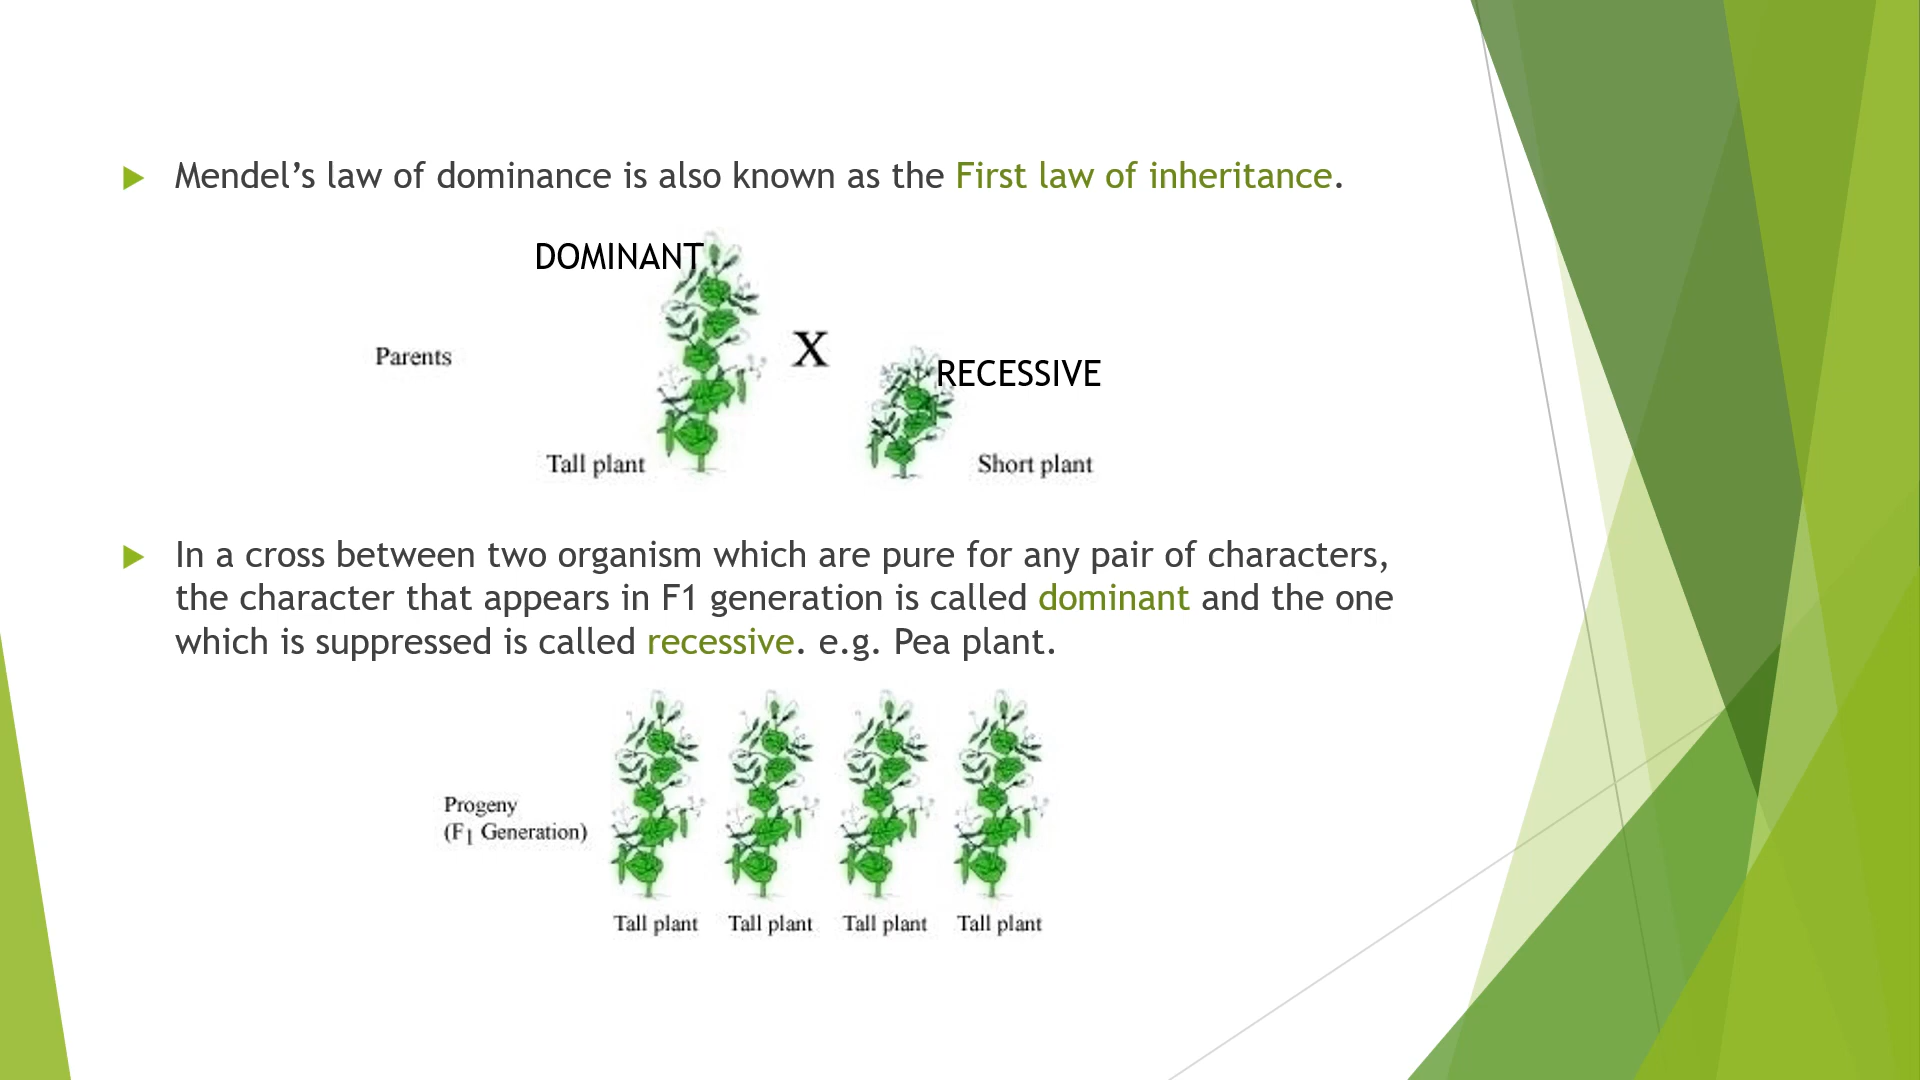 Mendel’s law of dominance is also known as the First law of inheritance.
DOMINANT
X
Parents
RECESSIVE
Tall plant
Short plant
In a cross between two organism which are pure for any pair of characters,
the character that appears in F1 generation is called dominant and the one
which is suppressed is called recessive. e.g. Pea plant.
Progeny
(F1 Generation)
Tall plant Tall plant Tall plant Tall plant